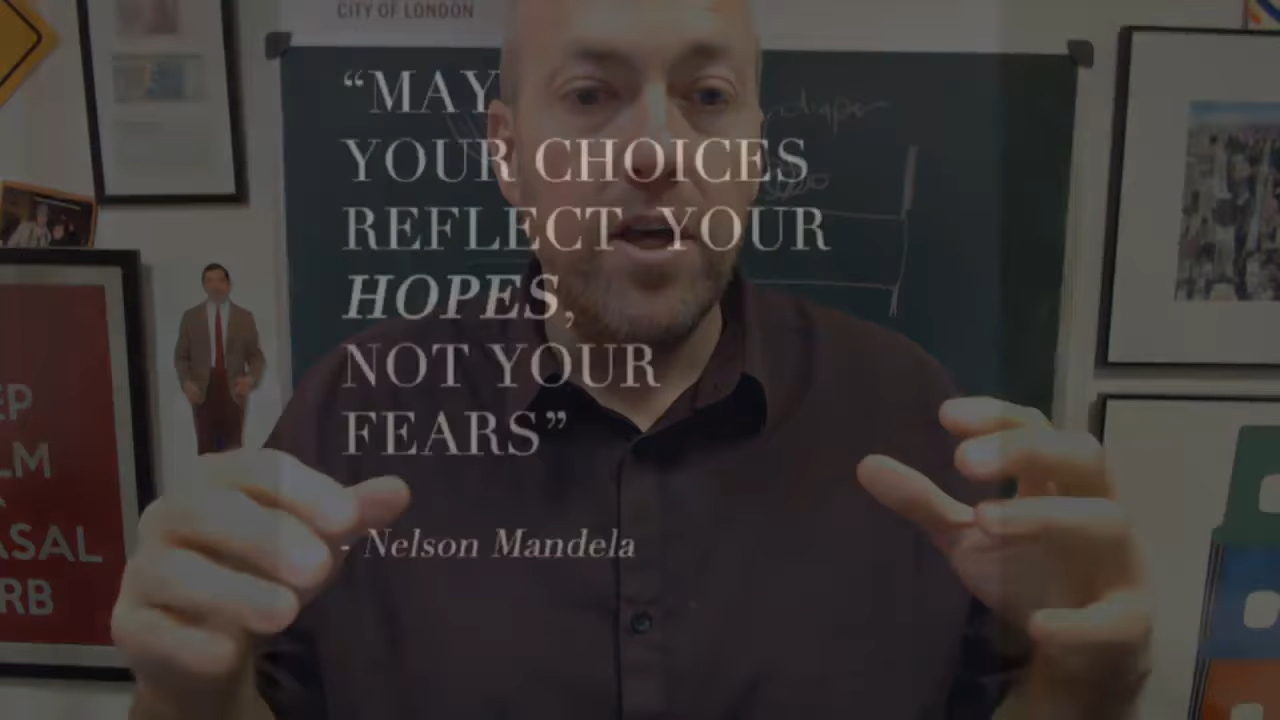 CITY OF LONDON
“MAY
YOUR CHOICES
REFLECT YOUR
HOPES,
NOT YOUR
FEARS”
- Nelson Mandela
EP
LM
ASAL
RB